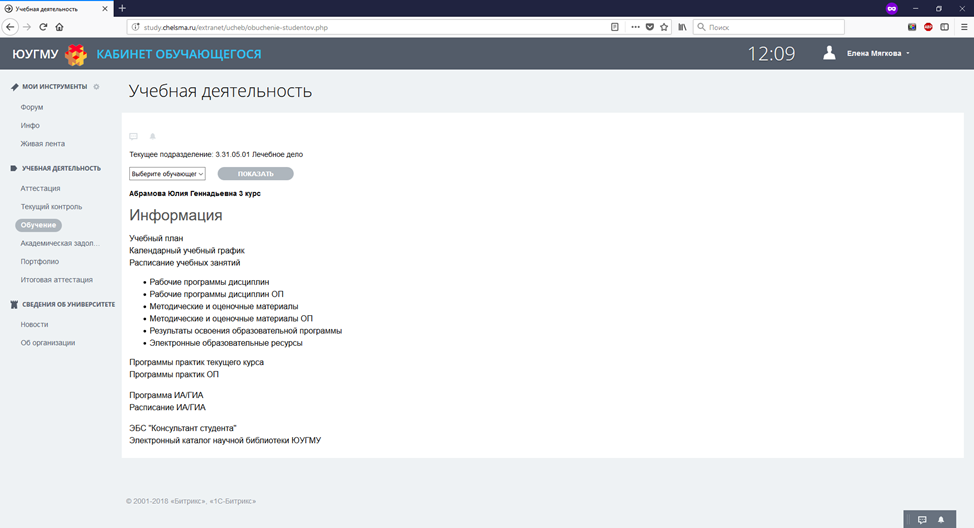 Учебная деятельность
study.chelsma.ru/extranet/ucheb/obuchenie-studentov.php
Поиск
ЮУГМУ КАБИНЕТ ОБУЧАЮЩЕГОСЯ
12:09
Елена Мягкова
МОИ ИНСТРУМЕНТЫ
Форум
Инфо
Живая лента
УЧЕБНАЯ ДЕЯТЕЛЬНОСТЬ
Аттестация
Текущий контроль
Обучение
Академическая задол...
Портфолио
Итоговая аттестация
СВЕДЕНИЯ ОБ УНИВЕРСИТЕТЕ
Новости
Об организации
Учебная деятельность
Текущее подразделение: 3.31.05.01 Лечебное дело
Выберите обучающег
ПОКАЗАТЬ
Абрамова Юлия Геннадьевна 3 курс
Информация
Учебный план
Календарный учебный график
Расписание учебных занятий
• Рабочие программы дисциплин
• Рабочие программы дисциплин ОП
• Методические и оценочные материалы
• Методические и оценочные материалы ОП
• Результаты освоения образовательной программы
• Электронные образовательные ресурсы
Программы практик текущего курса
Программы практик ОП
Программа ИА/ГИА
Расписание ИА/ГИА
ЭБС "Консультант студента"
Электронный каталог научной библиотеки ЮУГМУ
© 2001-2018 «Битрикс», «1С-Битрикс»